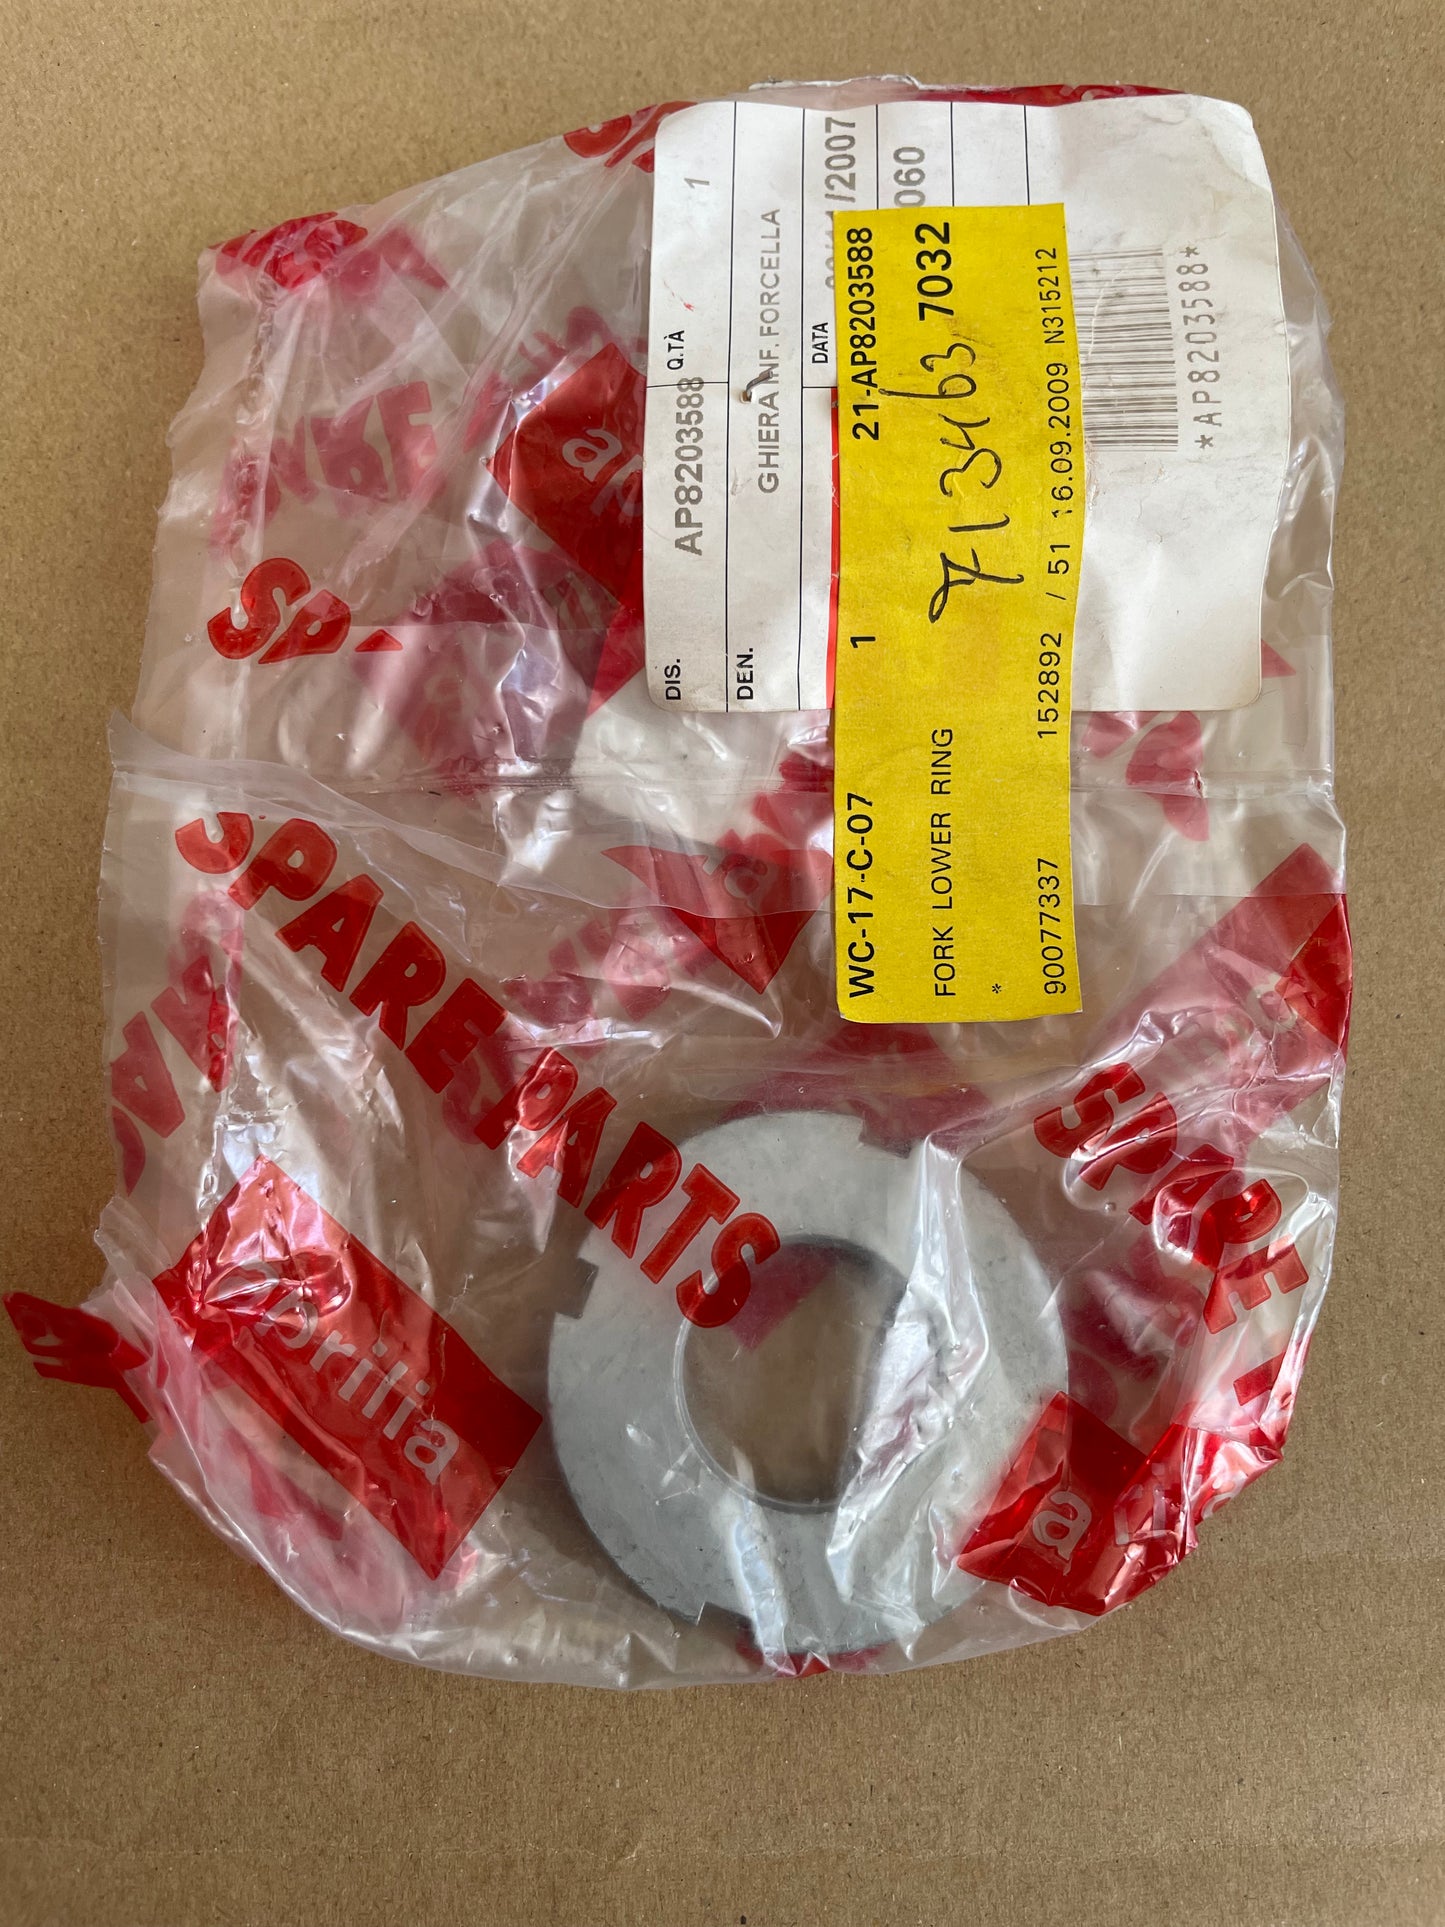 DIS. AP8203588 Q.TÀ 1
DEN. GHIERA INF. FORCELLA
DATA /2007
060
*AP8203588*
WC-17-C-07 1 21-AP8203588
FORK LOWER RING 7032
713463
*
90077337 152892 / 51 16.09.2009 N315212
SPARE PARTS
aprilia
SPARE
a